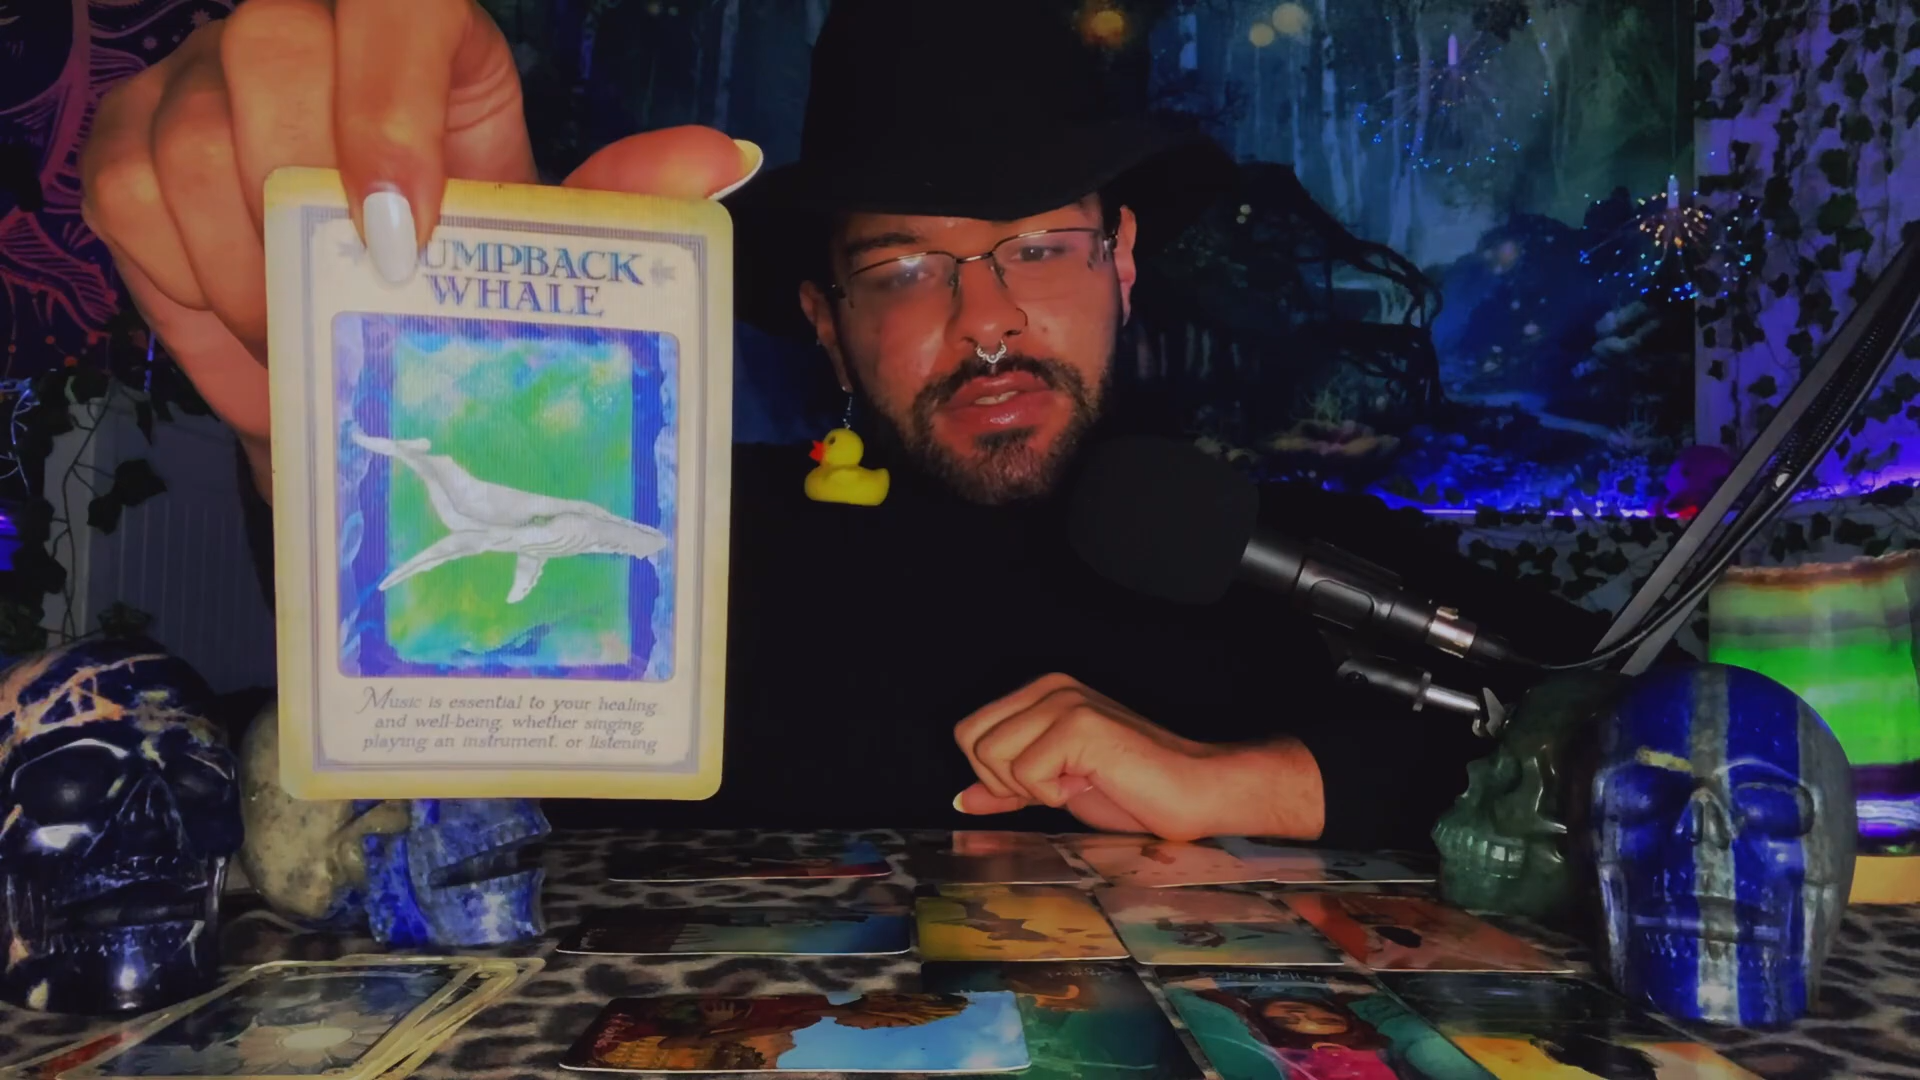 UMPBACK
WHALE
Music is essential to your healing
and well-being, whether singing,
playing an instrument, or listening